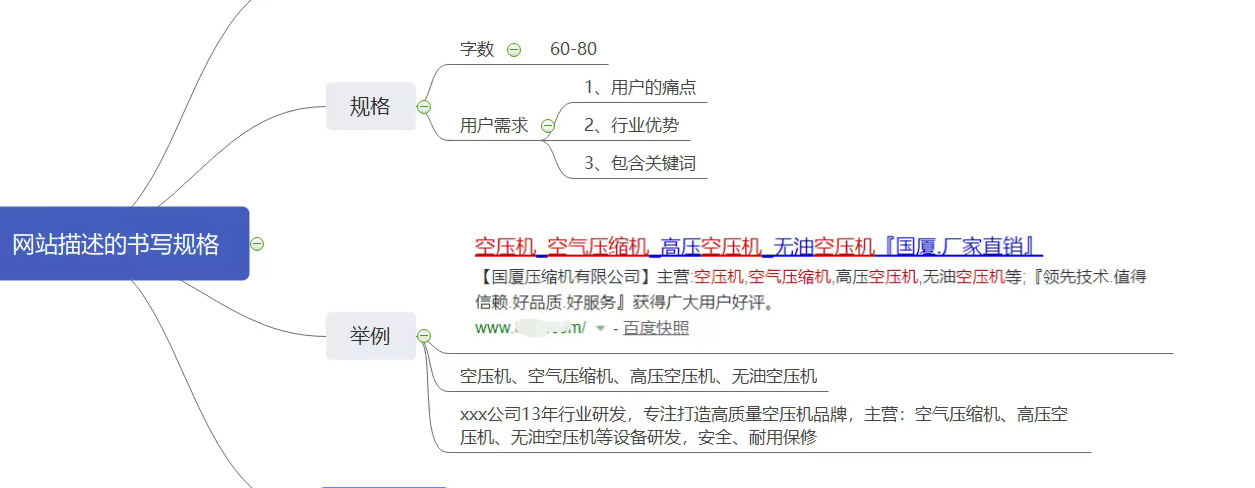 字数
60-80
1、用户的痛点
规格
用户需求
2、行业优势
3、包含关键词
网站描述的书写规格
空压机_空气压缩机_高压空压机_无油空压机『国厦.厂家直销』
【国厦压缩机有限公司】主营:空压机,空气压缩机,高压空压机,无油空压机等;『领先技术.值得
信赖.好品质.好服务』获得广大用户好评。
www. .com/ - 百度快照
举例
空压机、空气压缩机、高压空压机、无油空压机
xxx公司13年行业研发，专注打造高质量空压机品牌，主营：空气压缩机、高压空
压机、无油空压机等设备研发，安全、耐用保修